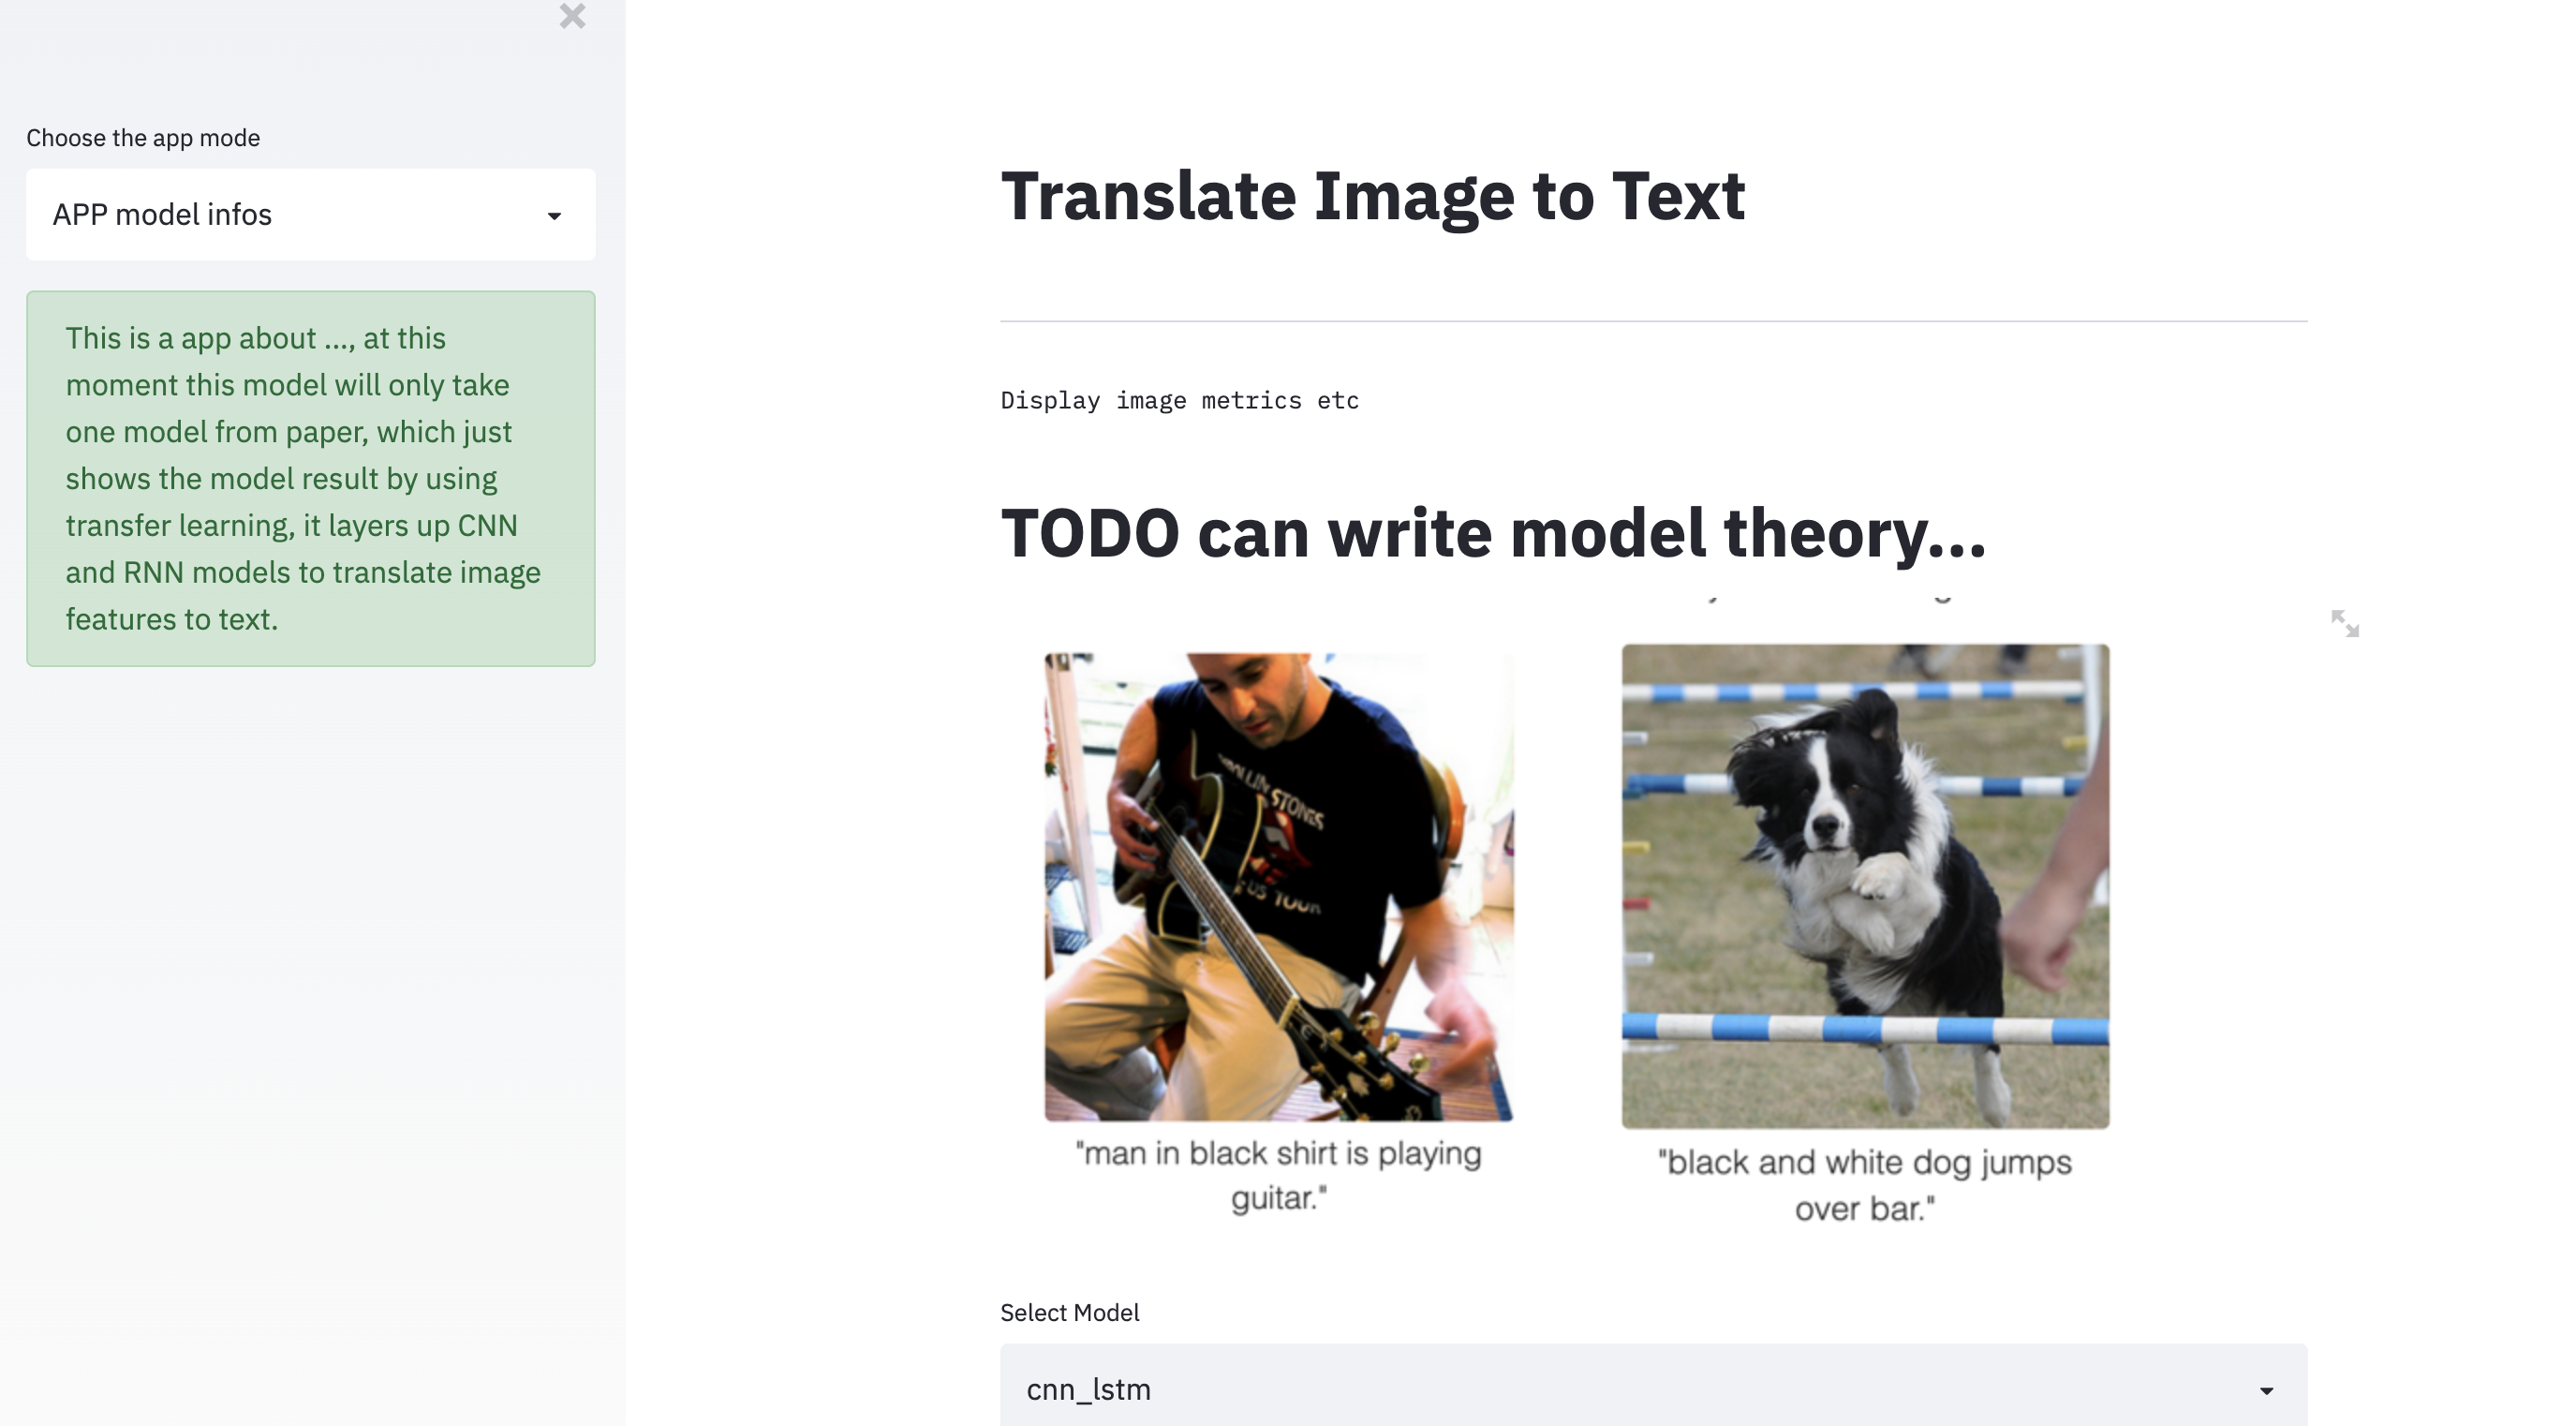 Choose the app mode
APP model infos
This is a app about ..., at this
moment this model will only take
one model from paper, which just
shows the model result by using
transfer learning, it layers up CNN
and RNN models to translate image
features to text.
Translate Image to Text
Display image metrics etc
TODO can write model theory...
STONES
US TOUR
"man in black shirt is playing
guitar."
"black and white dog jumps
over bar."
Select Model
cnn_lstm